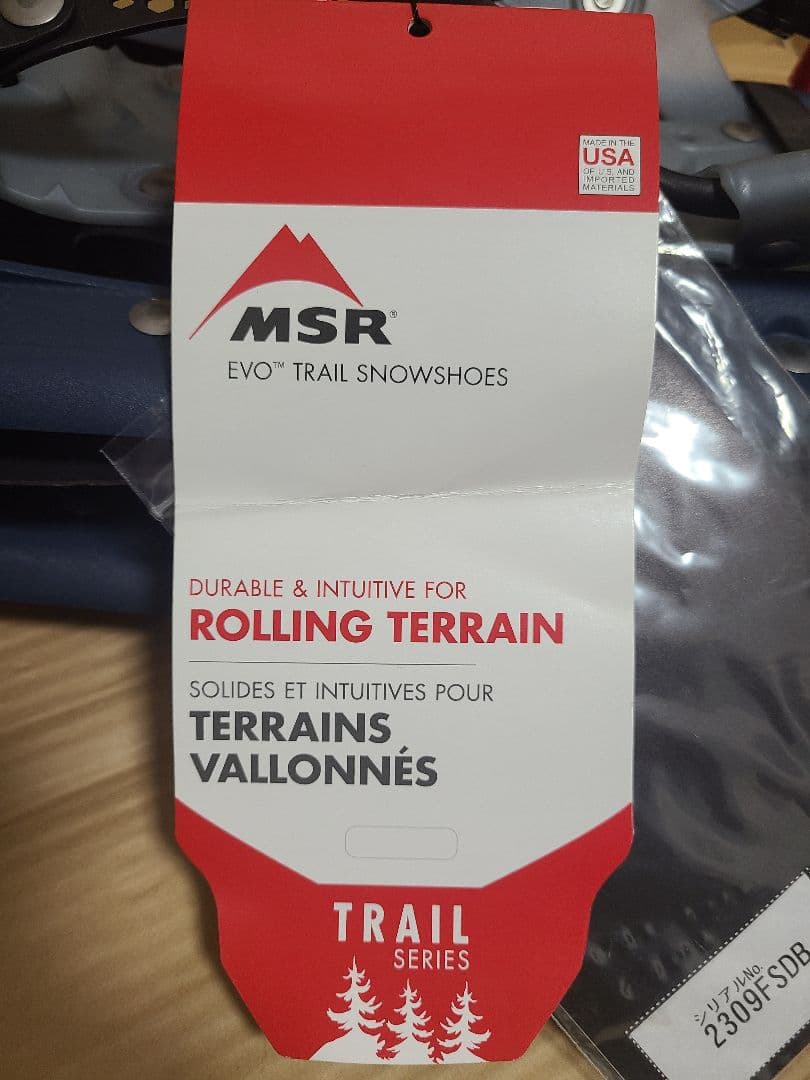 MADE IN THE
USA
OF U.S. AND
IMPORTED
MATERIALS
MSR®
EVO™ TRAIL SNOWSHOES
DURABLE & INTUITIVE FOR
ROLLING TERRAIN
SOLIDES ET INTUITIVES POUR
TERRAINS
VALLONNÉS
TRAIL
SERIES
シリアルNo.
2309FSDB